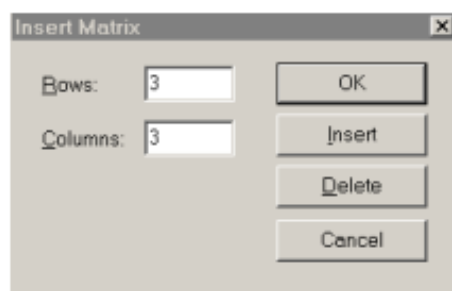 Insert Matrix
Rows: 3
OK
Columns: 3
Insert
Delete
Cancel